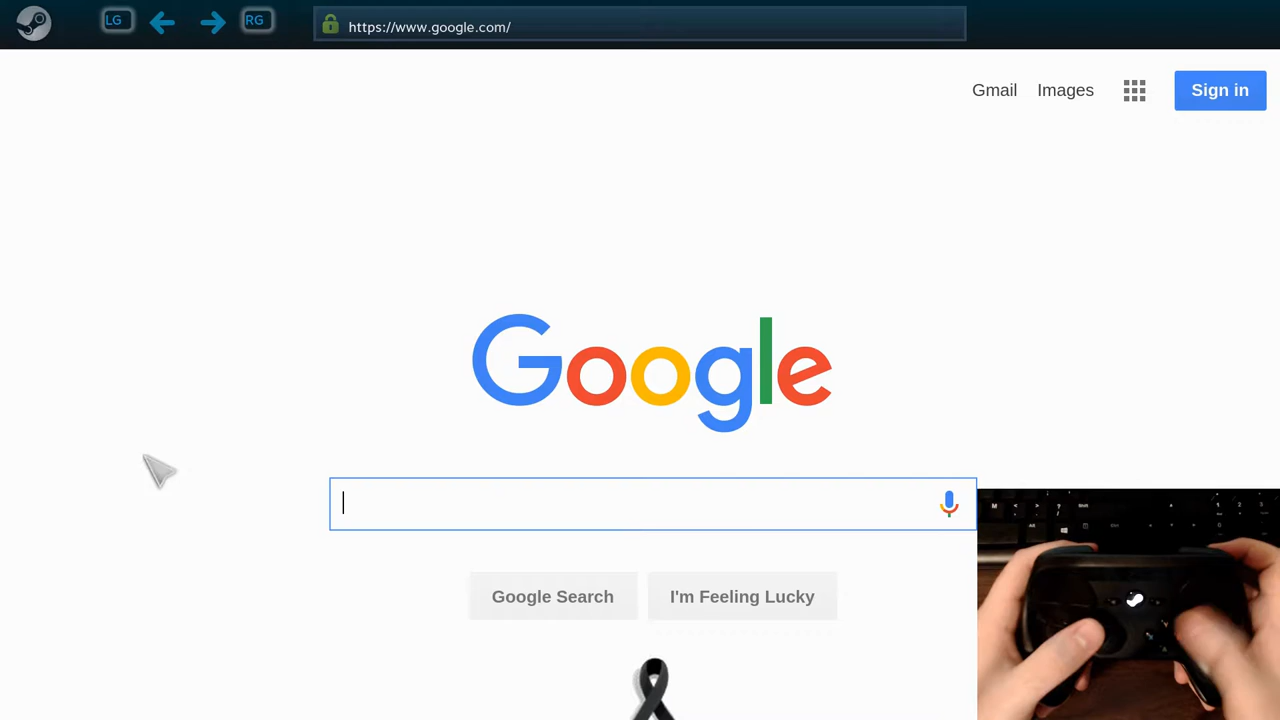 LG
RG
https://www.google.com/
Gmail
Images
Sign in
Google
Google Search
I'm Feeling Lucky